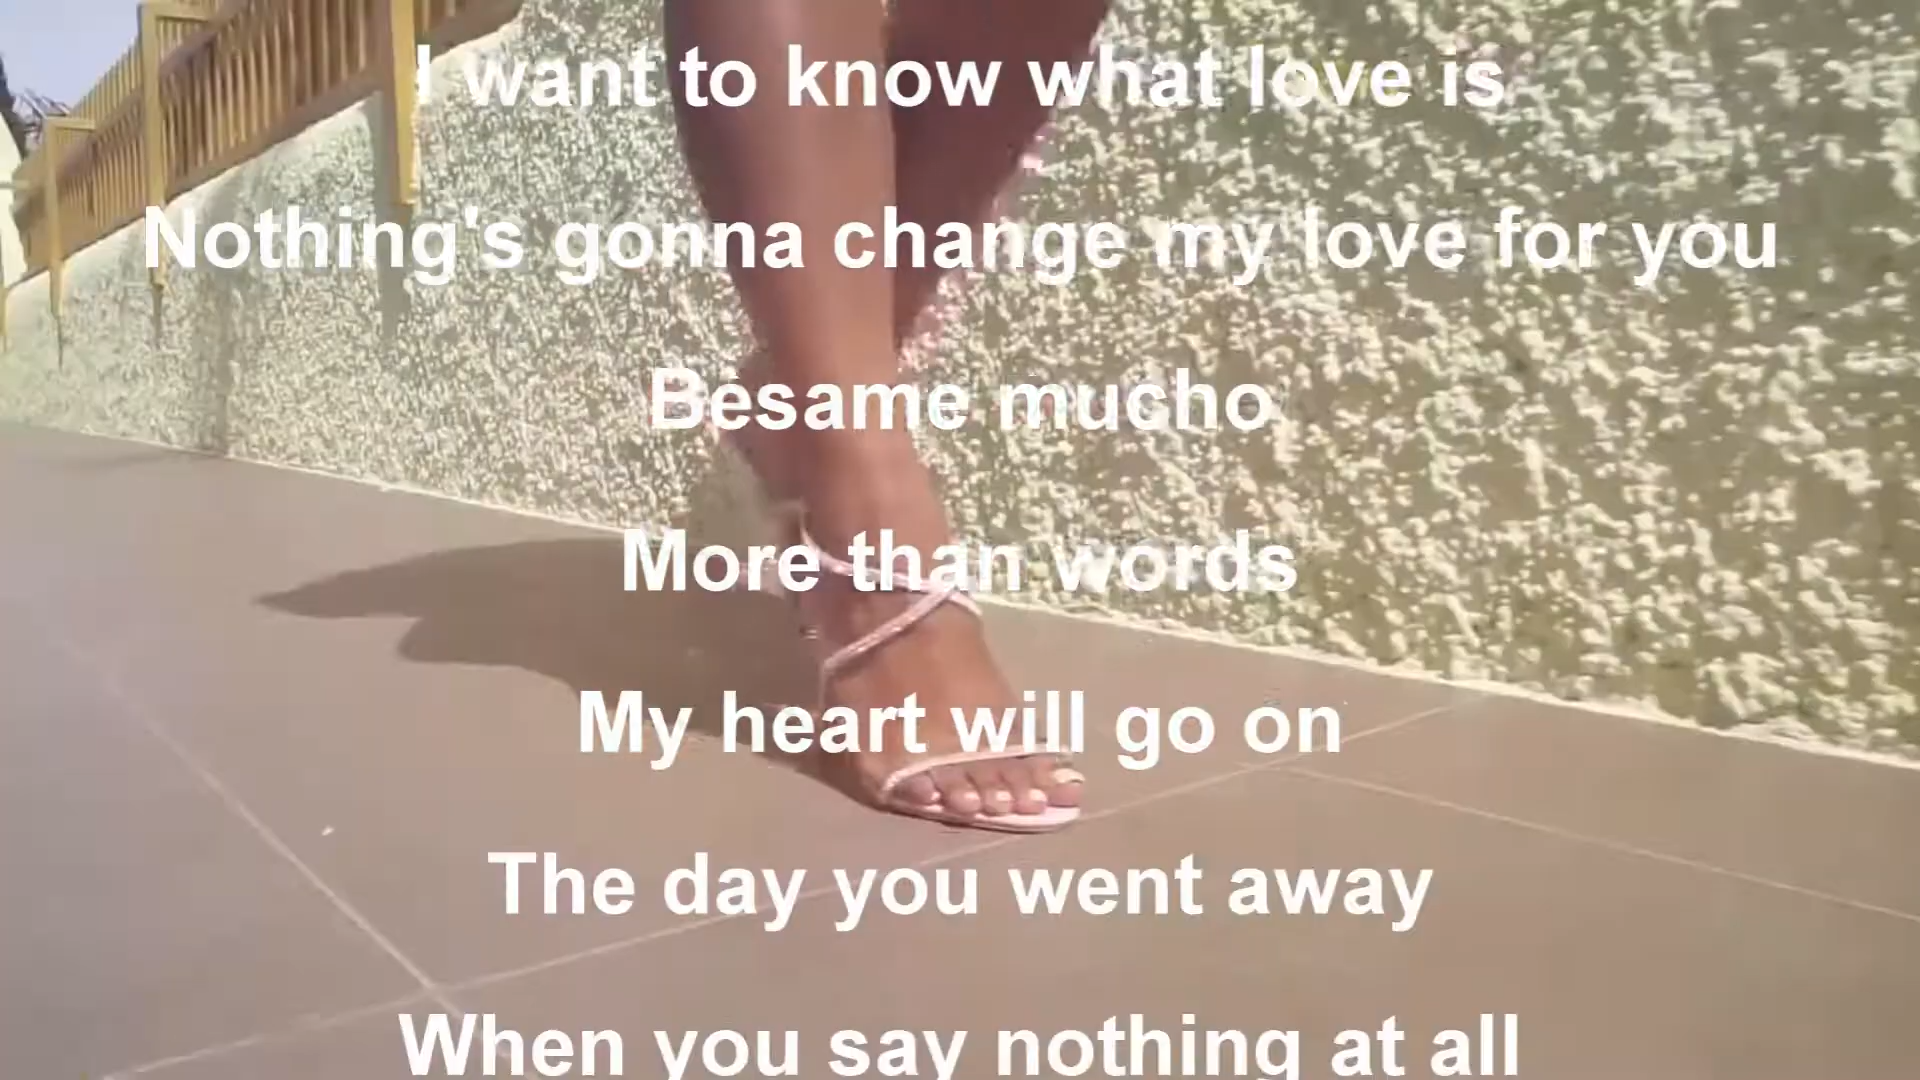 I want to know what love is
Nothing's gonna change my love for you
Bésame mucho
More than words
My heart will go on
The day you went away
When you say nothing at all